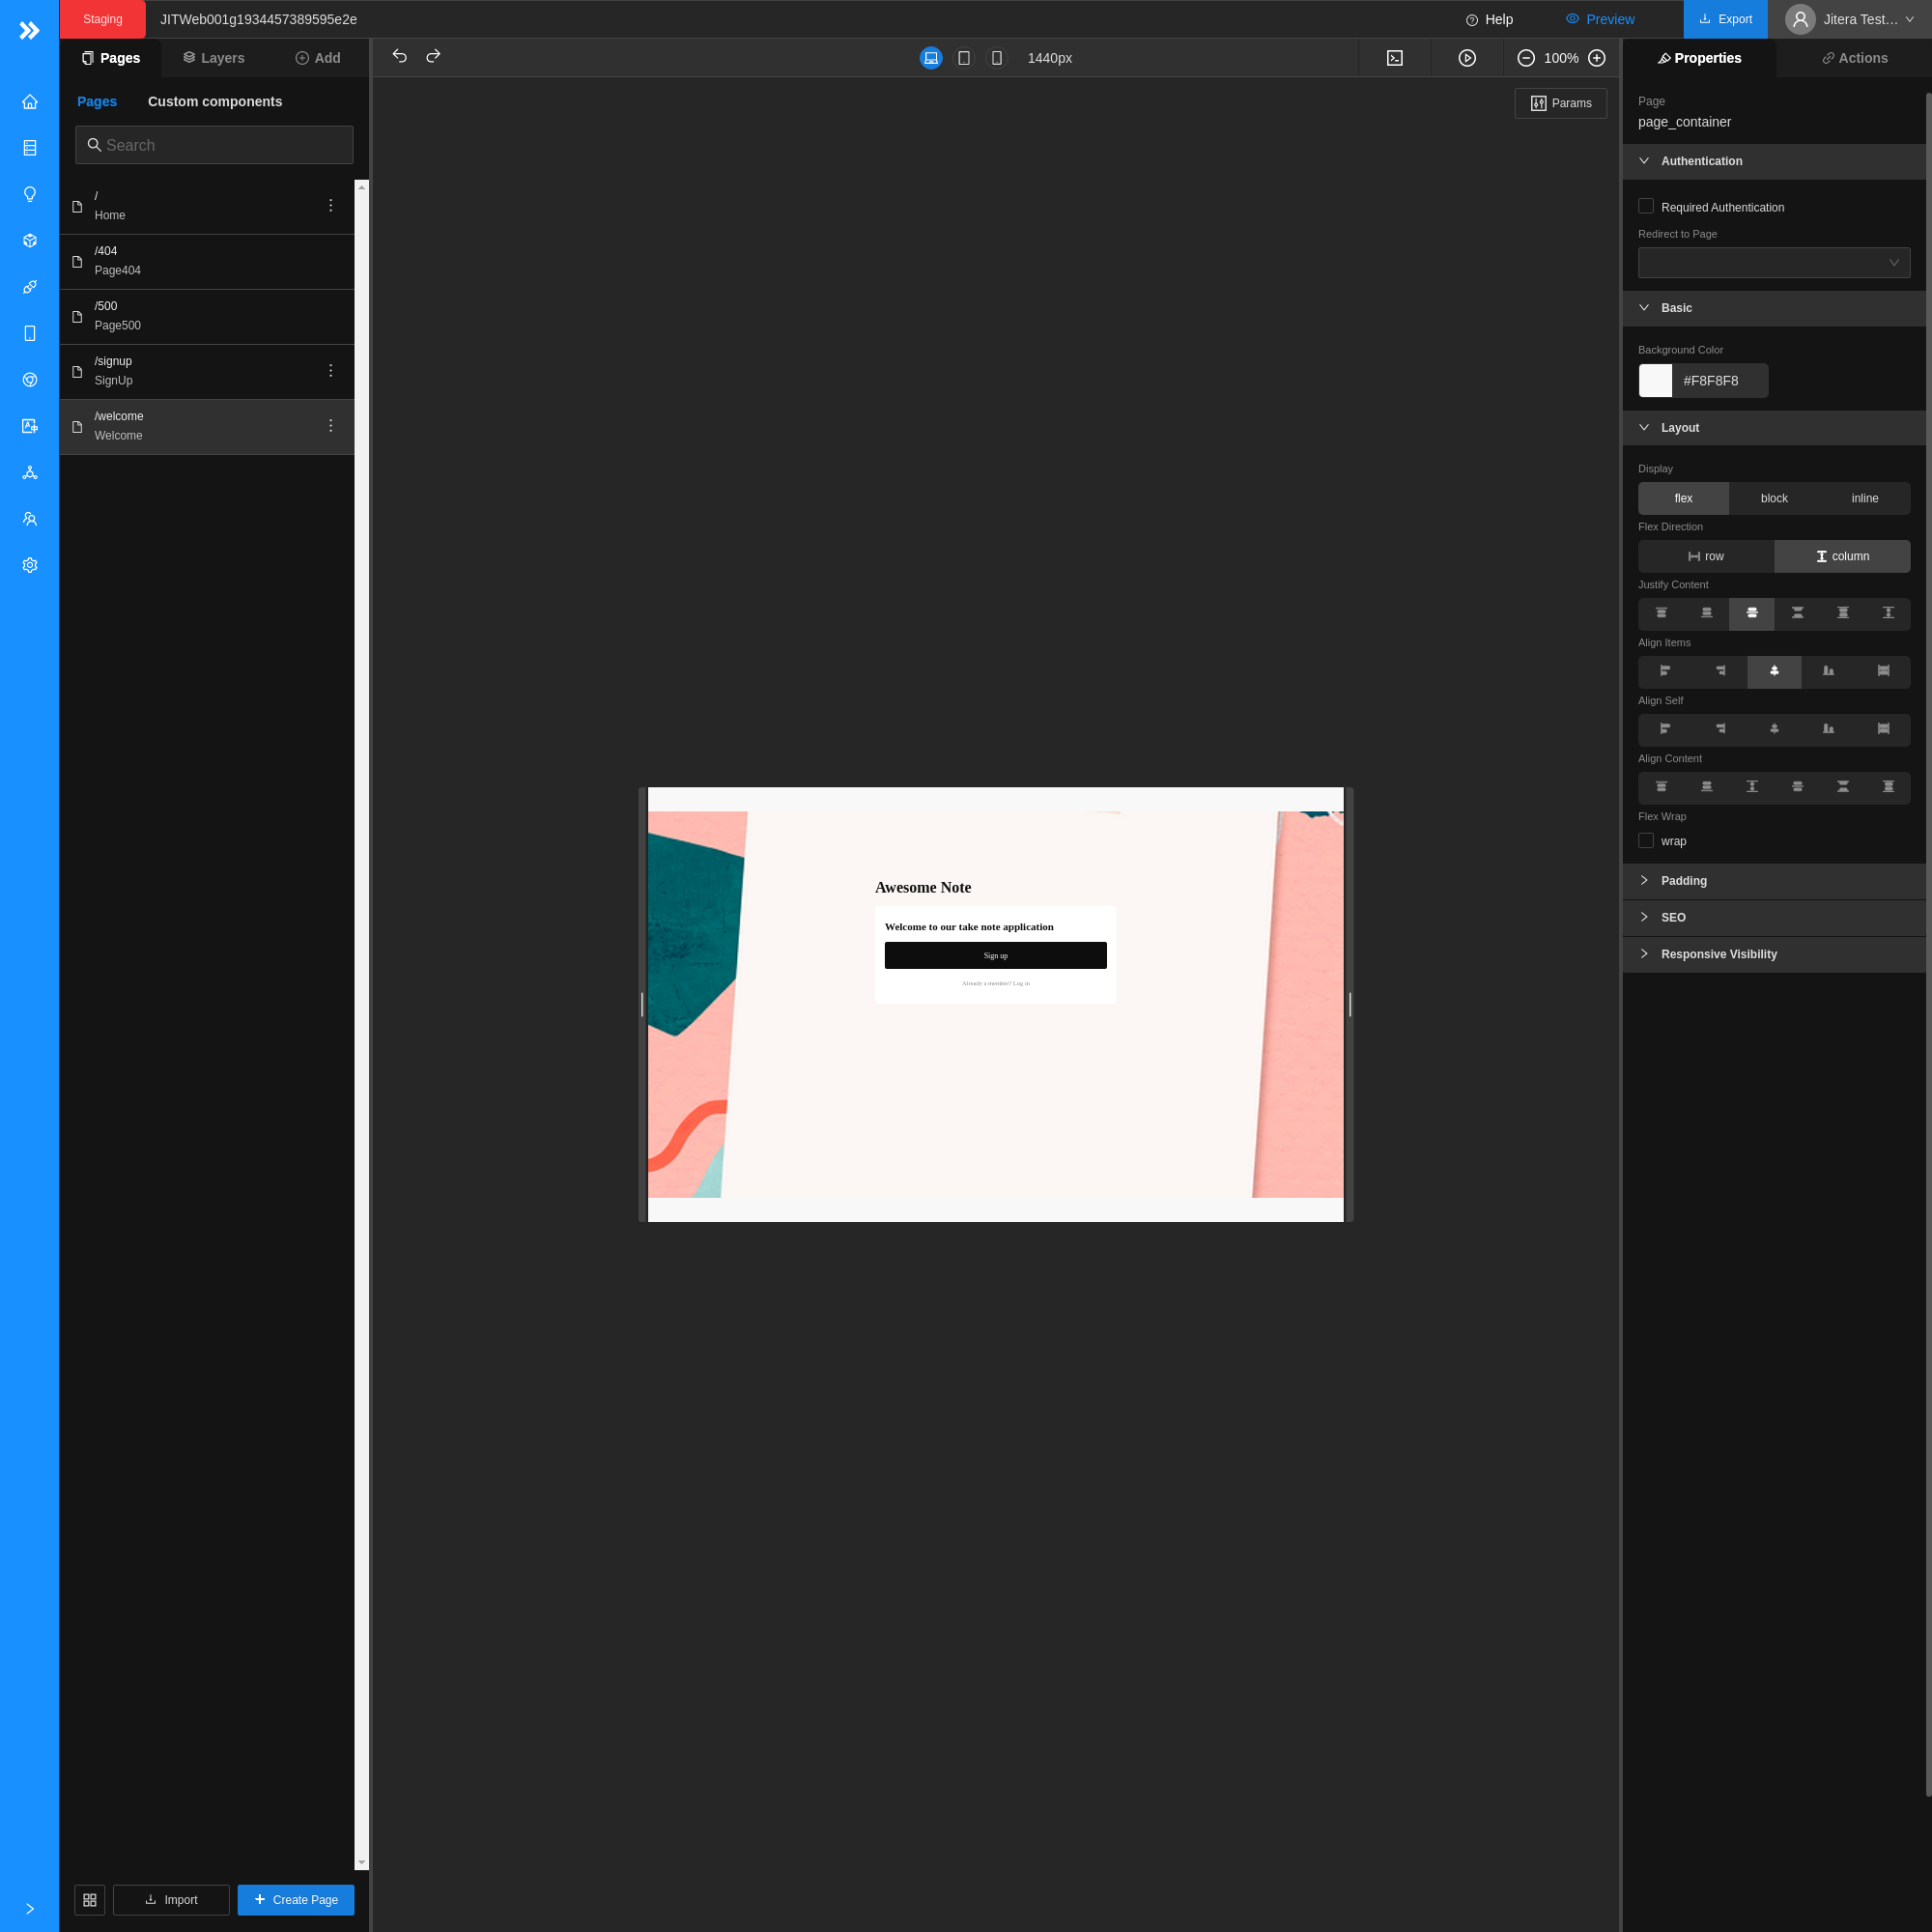 Staging
JITWeb001g1934457389595e2e
Help
Preview
Export
Jitera Test...
Pages
Layers
Add
1440px
100%
Properties
Actions
Pages
Custom components
Search
/
Home
/404
Page404
/500
Page500
/signup
SignUp
/welcome
Welcome
Import
Create Page
Params
Awesome Note
Welcome to our take note application
Sign up
Already a member? Log in
Page
page_container
Authentication
Required Authentication
Redirect to Page
Basic
Background Color
#F8F8F8
Layout
Display
flex
block
inline
Flex Direction
row
column
Justify Content
Align Items
Align Self
Align Content
Flex Wrap
wrap
Padding
SEO
Responsive Visibility